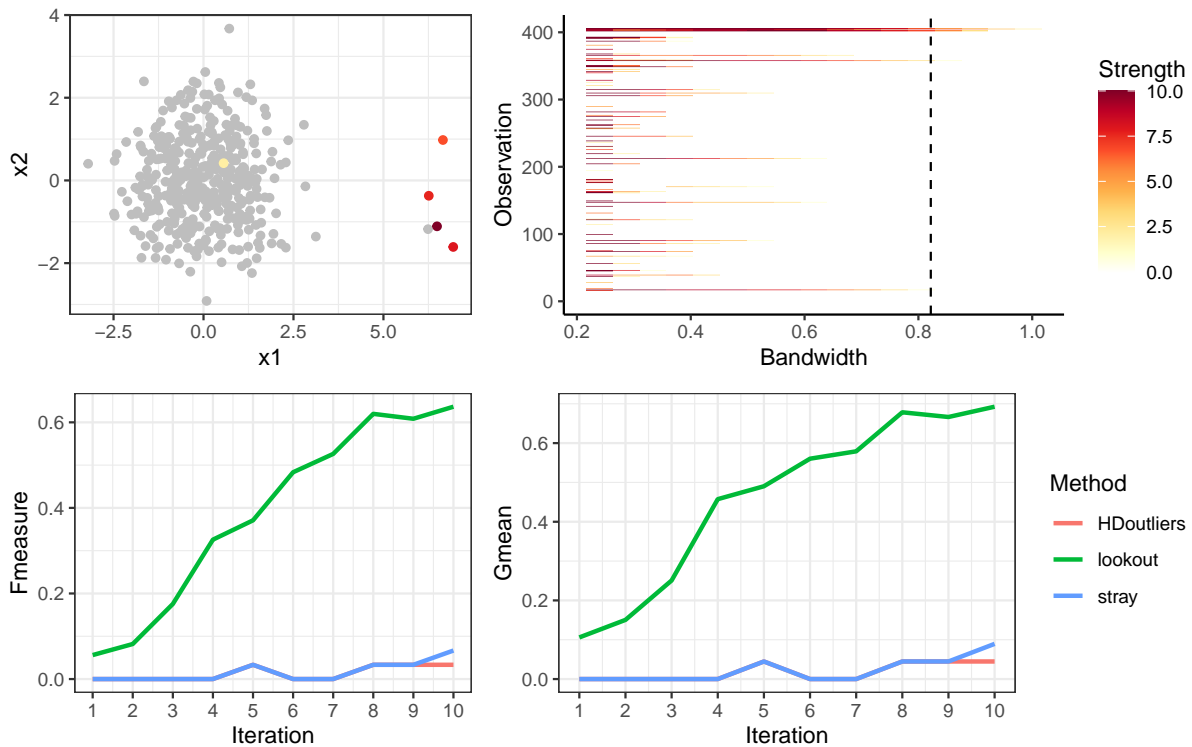 4
2
0
−2
x2
−2.5
0.0
2.5
5.0
x1
400
300
200
100
0
Observation
0.2
0.4
0.6
0.8
1.0
Bandwidth
Strength
10.0
7.5
5.0
2.5
0.0
0.6
0.4
0.2
0.0
Fmeasure
1 2 3 4 5 6 7 8 9 10
Iteration
0.6
0.4
0.2
0.0
Gmean
1 2 3 4 5 6 7 8 9 10
Iteration
Method
HDoutliers
lookout
stray